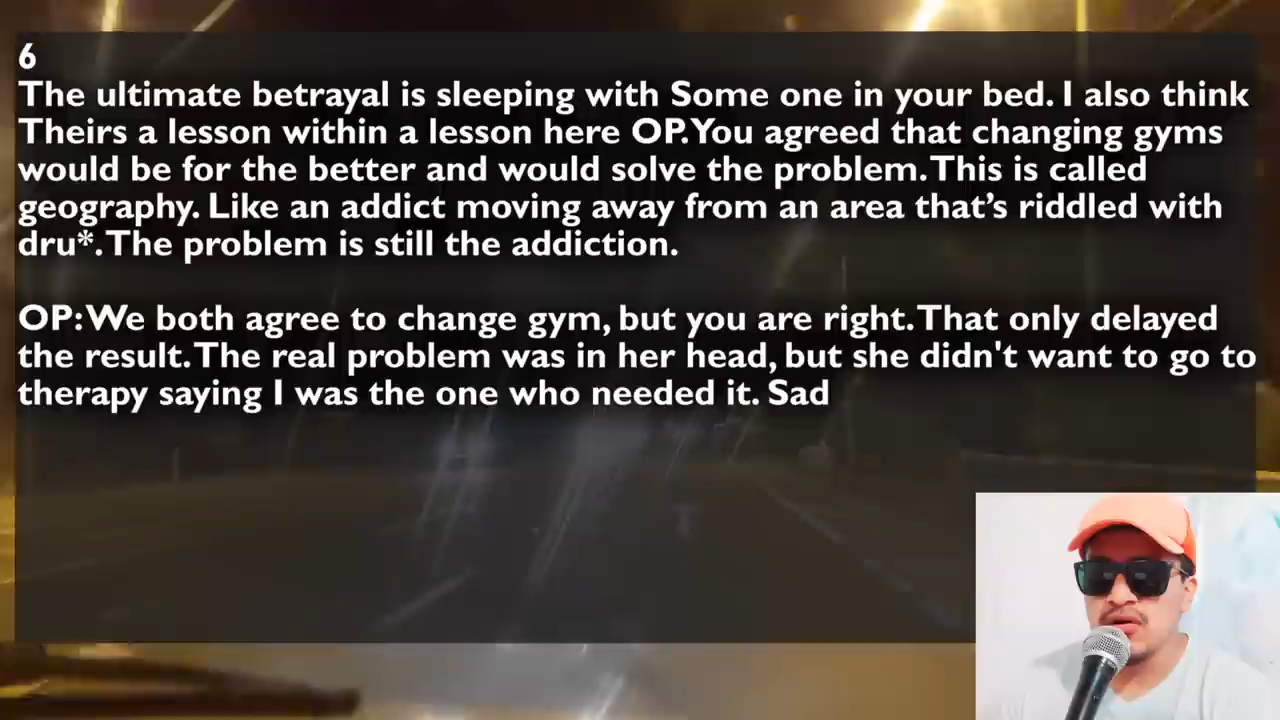 6
The ultimate betrayal is sleeping with Some one in your bed. I also think
Theirs a lesson within a lesson here OP. You agreed that changing gyms
would be for the better and would solve the problem. This is called
geography. Like an addict moving away from an area that's riddled with
dru*. The problem is still the addiction.
OP: We both agree to change gym, but you are right. That only delayed
the result. The real problem was in her head, but she didn't want to go to
therapy saying I was the one who needed it. Sad